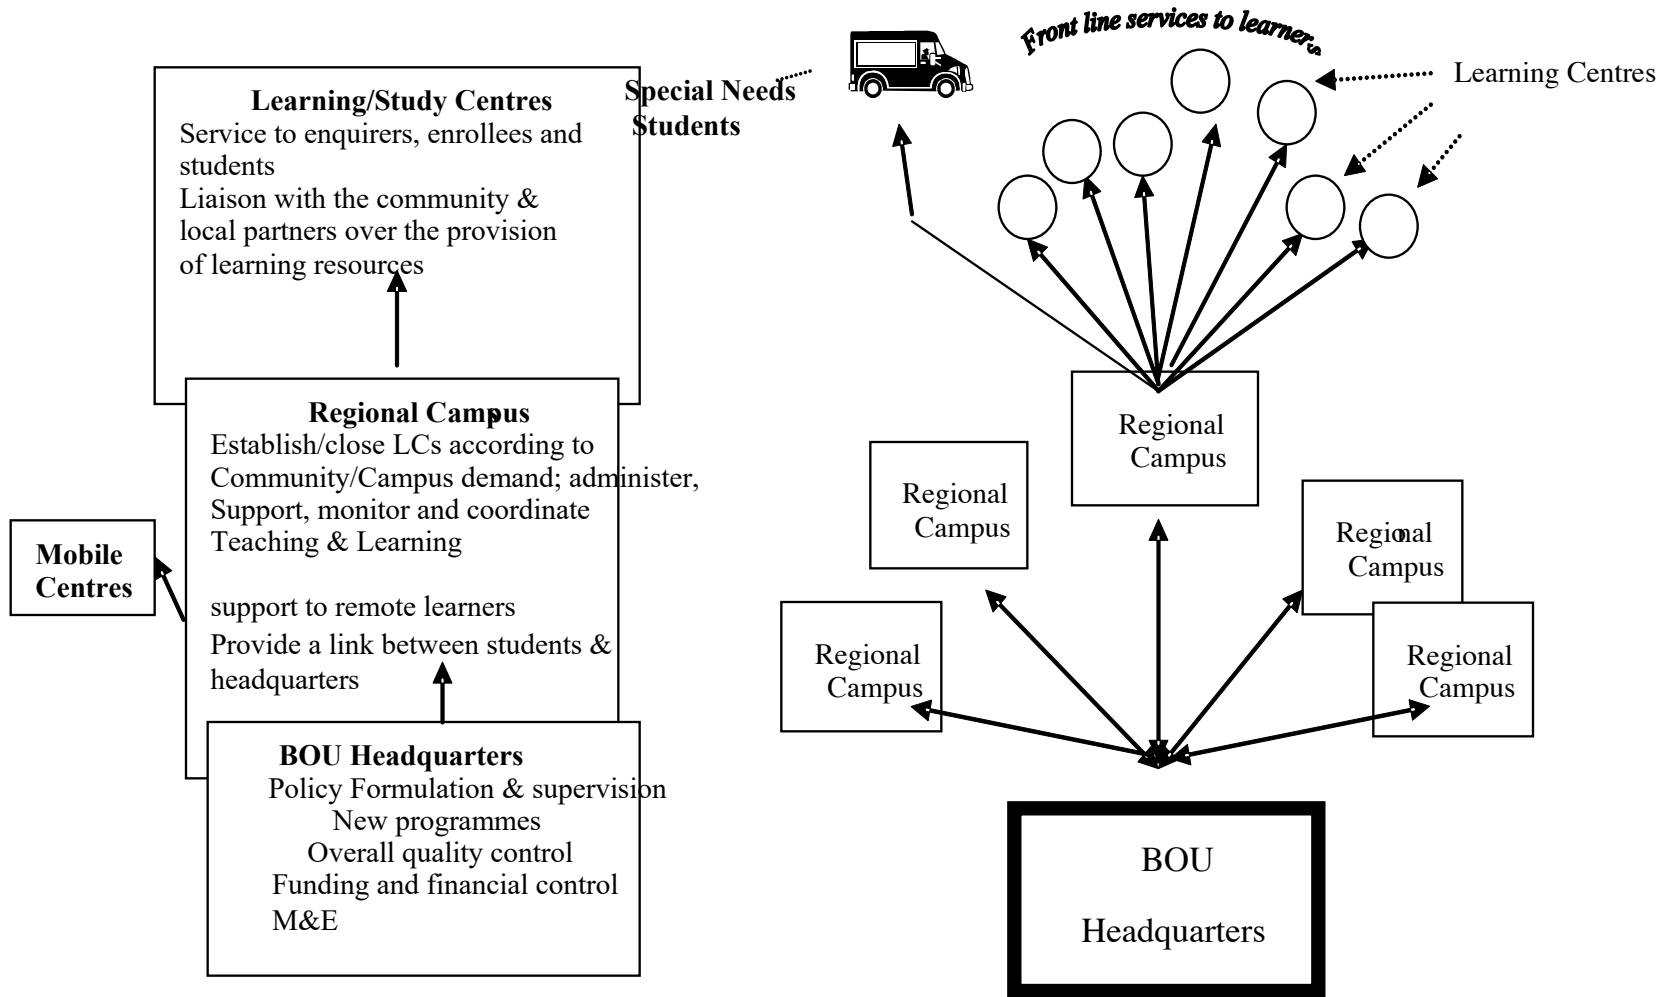 Front line services to learners
Learning Centres
Special Needs
Students
Learning/Study Centres
Service to enquirers, enrollees and
students
Liaison with the community &
local partners over the provision
of learning resources
Regional Campus
Establish/close LCs according to
Community/Campus demand; administer,
Support, monitor and coordinate
Teaching & Learning
support to remote learners
Provide a link between students &
headquarters
Mobile
Centres
BOU Headquarters
Policy Formulation & supervision
New programmes
Overall quality control
Funding and financial control
M&E
Regional
Campus
Regional
Campus
Regional
Campus
Regional
Campus
Regional
Campus
BOU
Headquarters